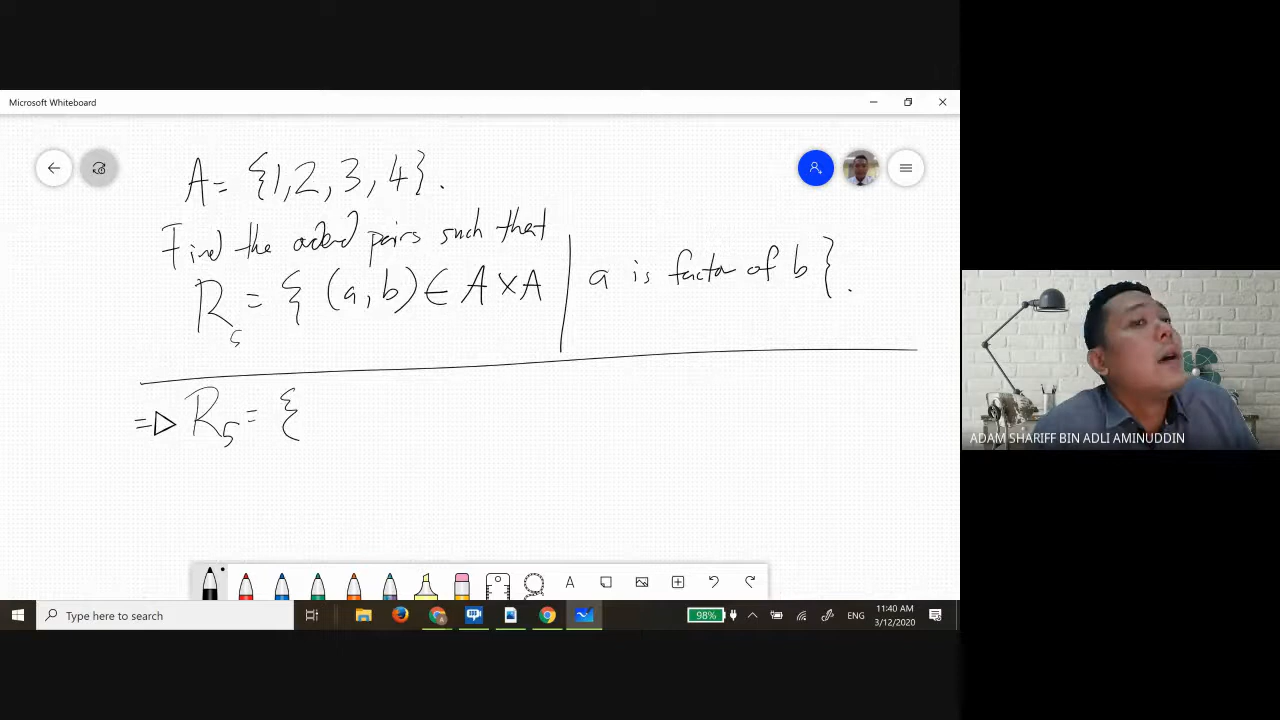 Microsoft Whiteboard
A = {1, 2, 3, 4}.
Find the ordered pairs such that
R5 = { (a, b) ∈ A × A | a is factor of b }.
⇒ R5 = {
ADAM SHARIFF BIN ADLI AMINUDDIN
A
Type here to search
98%
ENG
11:40 AM
3/12/2020